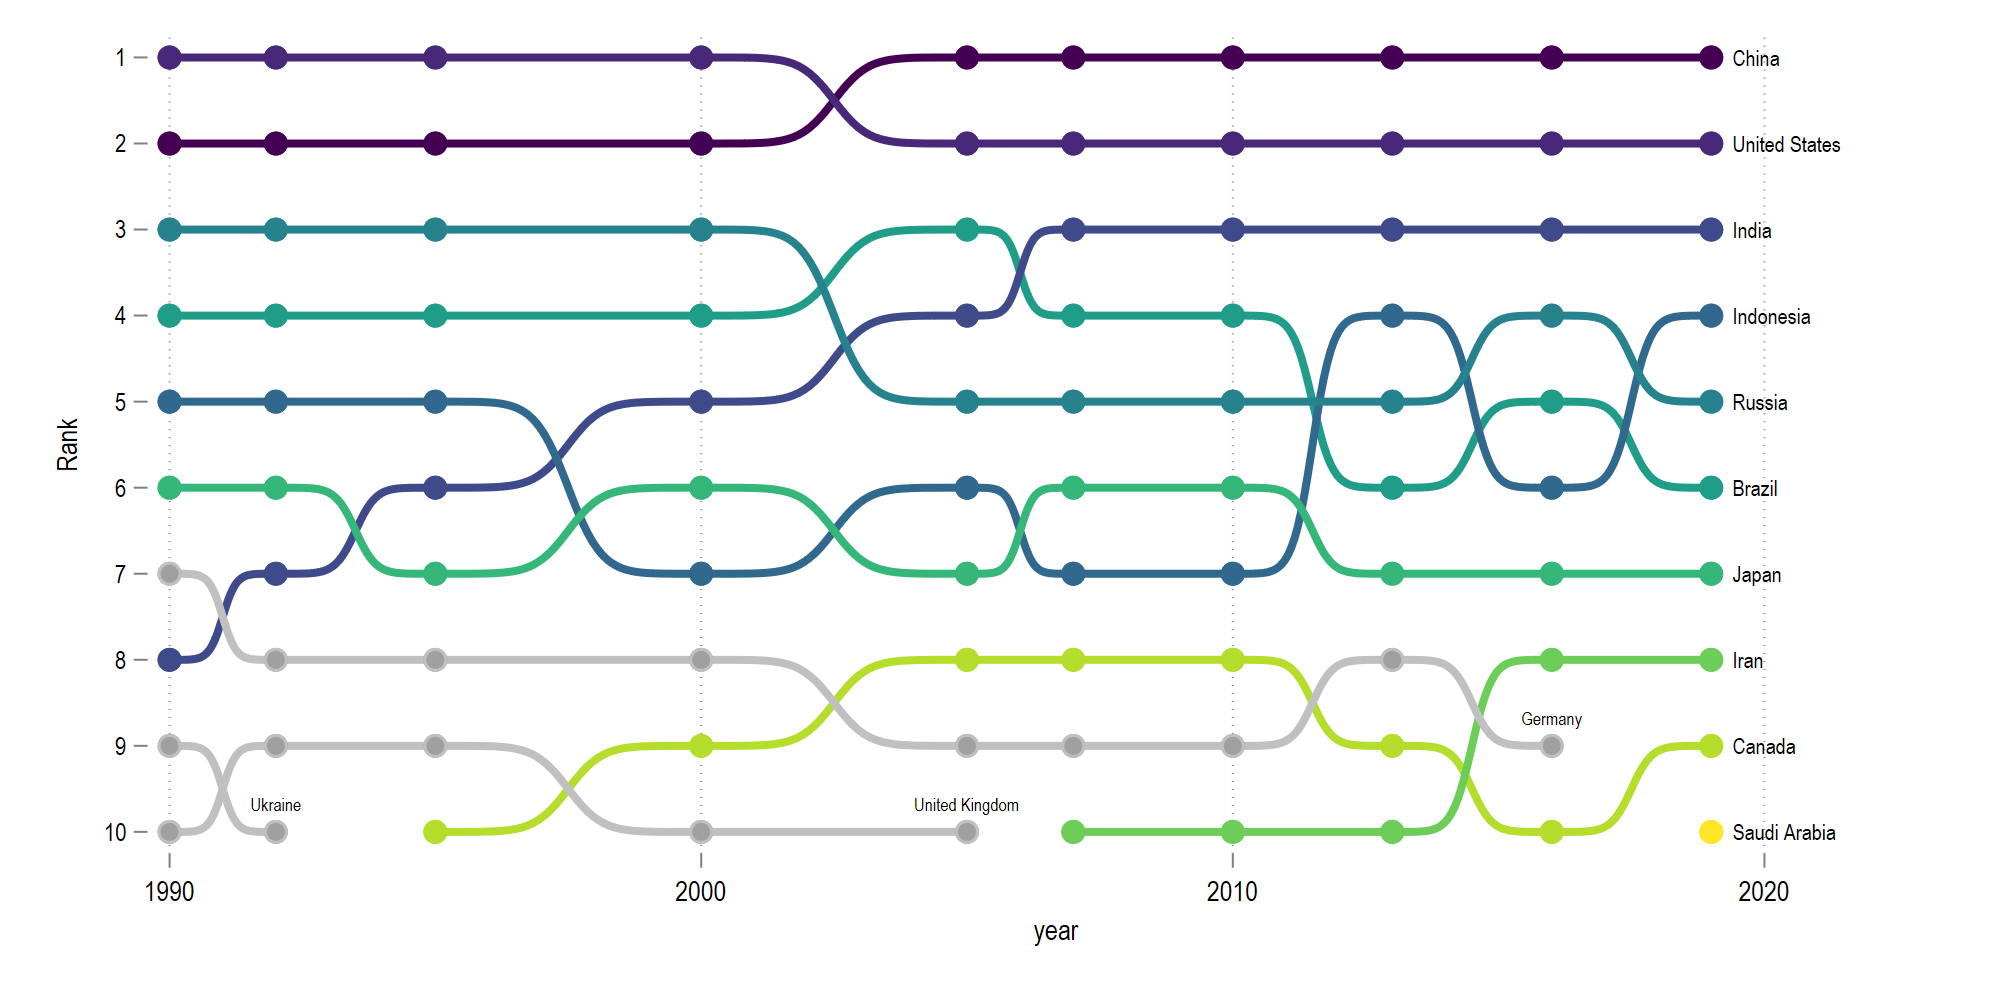 1
China
2
United States
3
India
4
Indonesia
5
Russia
Rank
6
Brazil
7
Japan
8
Iran
Germany
9
Canada
Ukraine
United Kingdom
10
Saudi Arabia
1990
2000
2010
2020
year